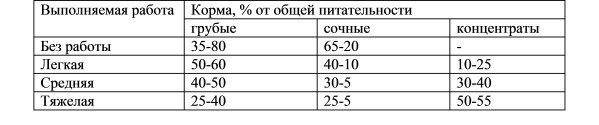 Выполняемая работа Корма, % от общей питательности
грубые сочные концентраты
Без работы 35-80 65-20 -
Легкая 50-60 40-10 10-25
Средняя 40-50 30-5 30-40
Тяжелая 25-40 25-5 50-55